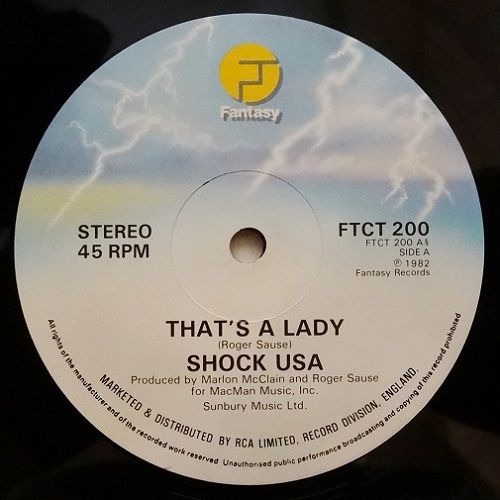 Fantasy
STEREO
45 RPM
FTCT 200
FTCT 200 A§
SIDE A
℗ 1982
Fantasy Records
THAT'S A LADY
(Roger Sause)
SHOCK USA
Produced by Marlon McClain and Roger Sause
for MacMan Music, Inc.
Sunbury Music Ltd.
MARKETED & DISTRIBUTED BY RCA LIMITED, RECORD DIVISION, ENGLAND.
All rights of the manufacturer and of the recorded work reserved Unauthorised public performance broadcasting and copying of this record prohibited